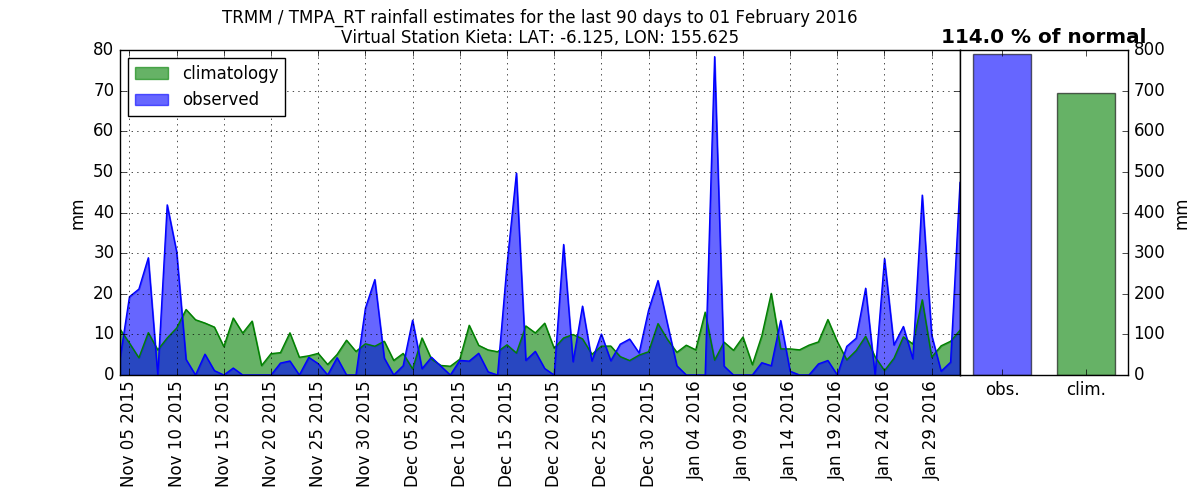 TRMM / TMPA_RT rainfall estimates for the last 90 days to 01 February 2016
Virtual Station Kieta: LAT: -6.125, LON: 155.625
114.0 % of normal
climatology
observed
mm
80
70
60
50
40
30
20
10
0
Nov 05 2015
Nov 10 2015
Nov 15 2015
Nov 20 2015
Nov 25 2015
Nov 30 2015
Dec 05 2015
Dec 10 2015
Dec 15 2015
Dec 20 2015
Dec 25 2015
Dec 30 2015
Jan 04 2016
Jan 09 2016
Jan 14 2016
Jan 19 2016
Jan 24 2016
Jan 29 2016
obs.
clim.
800
700
600
500
400
300
200
100
0
mm